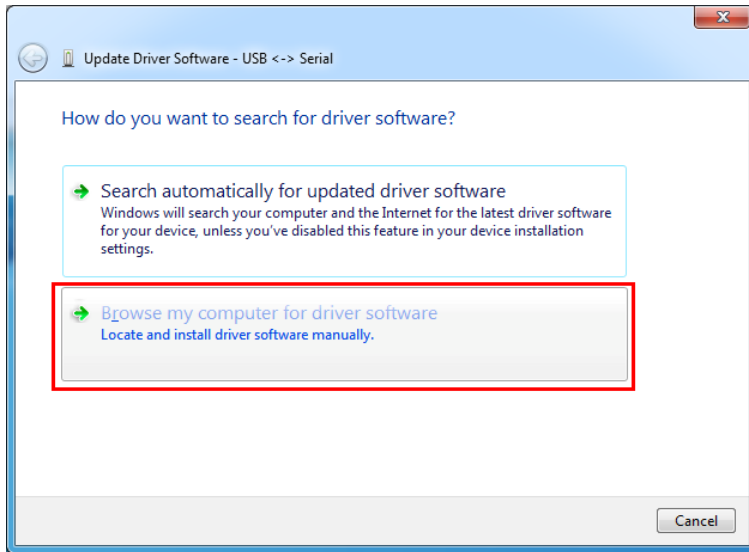 Update Driver Software - USB <-> Serial
How do you want to search for driver software?
Search automatically for updated driver software
Windows will search your computer and the Internet for the latest driver software
for your device, unless you've disabled this feature in your device installation
settings.
Browse my computer for driver software
Locate and install driver software manually.
Cancel